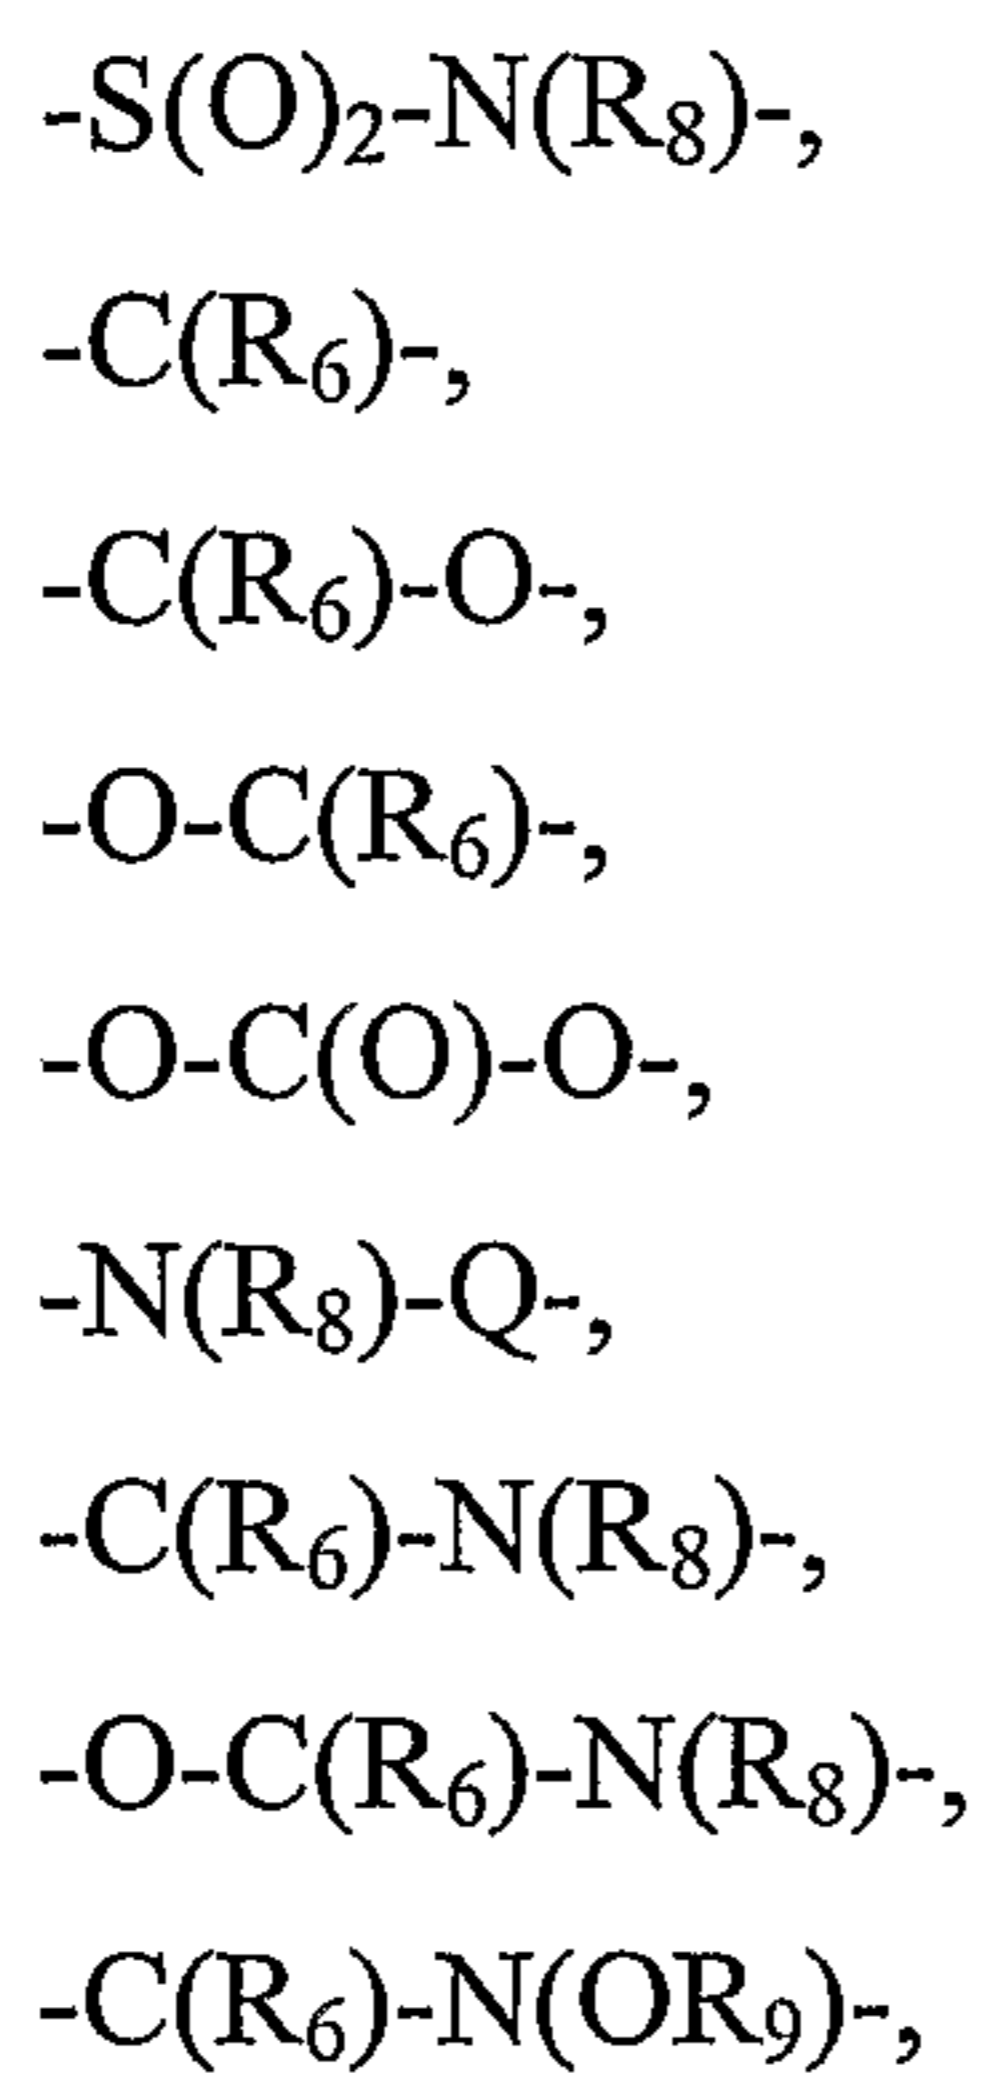 -S(O)₂-N(R₈)-,
-C(R₆)-,
-C(R₆)-O-,
-O-C(R₆)-,
-O-C(O)-O-,
-N(R₈)-Q-,
-C(R₆)-N(R₈)-,
-O-C(R₆)-N(R₈)-,
-C(R₆)-N(OR₉)-,